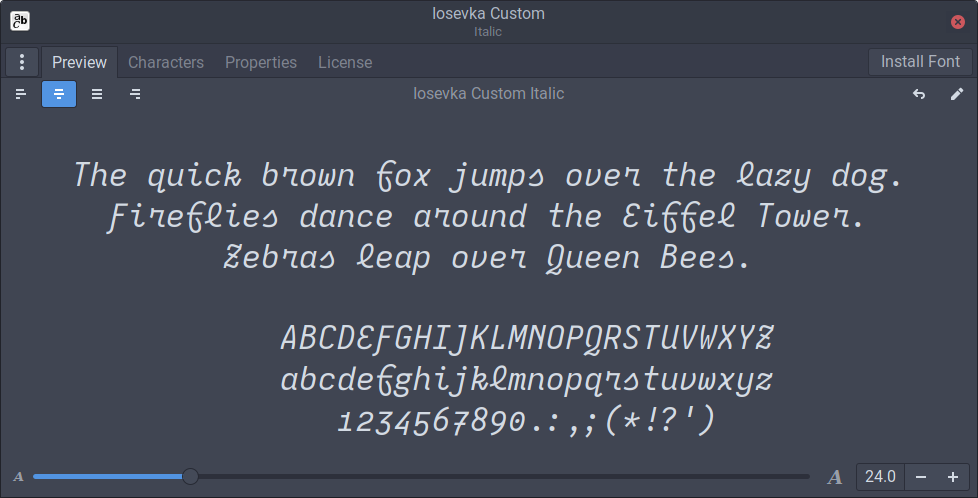 Iosevka Custom
Italic
Preview Characters Properties License Install Font
Iosevka Custom Italic
The quick brown fox jumps over the lazy dog.
Fireflies dance around the Eiffel Tower.
Zebras leap over Queen Bees.
ABCDEFGHIJKLMNOPQRSTUVWXYZ
abcdefghijklmnopqrstuvwxyz
1234567890.:,;(*!?')
A A 24.0